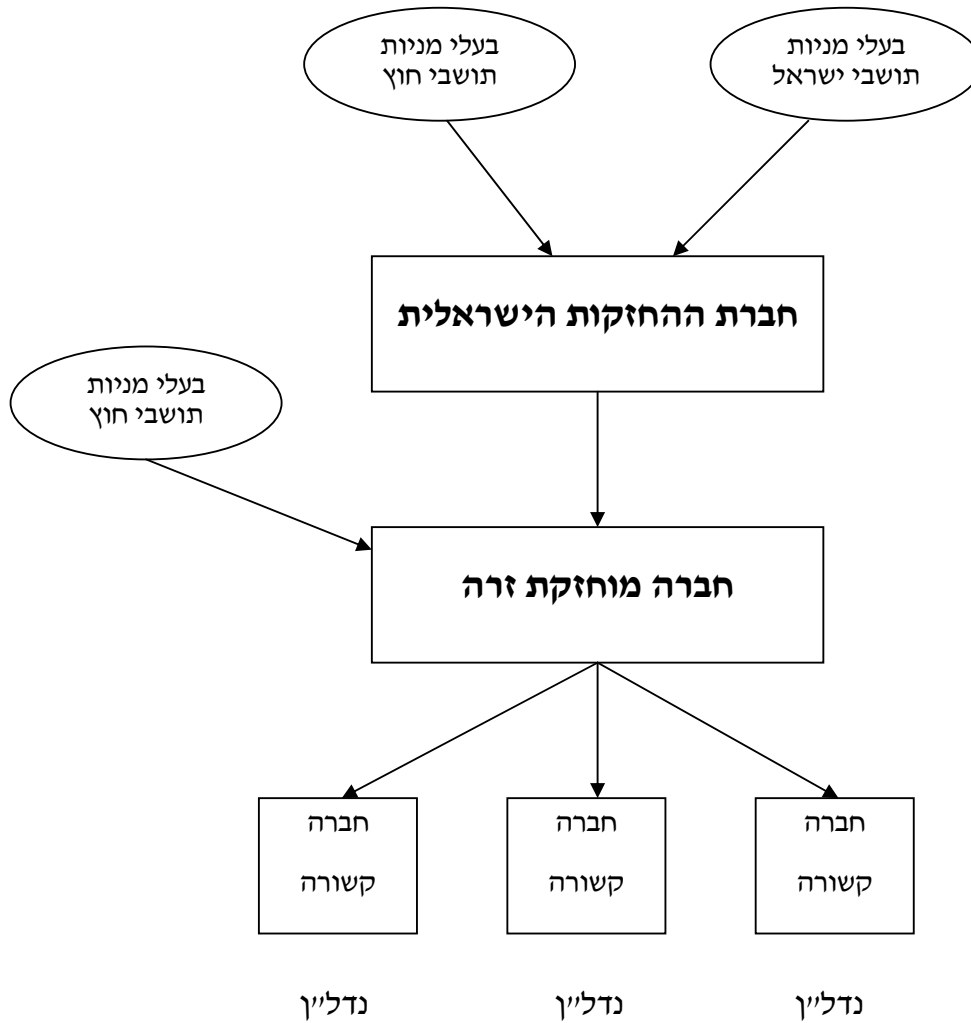 בעלי מניות
תושבי ישראל
בעלי מניות
תושבי חוץ
חברת ההחזקות הישראלית
בעלי מניות
תושבי חוץ
חברה מוחזקת זרה
חברה
קשורה
חברה
קשורה
חברה
קשורה
נדל״ן
נדל״ן
נדל״ן